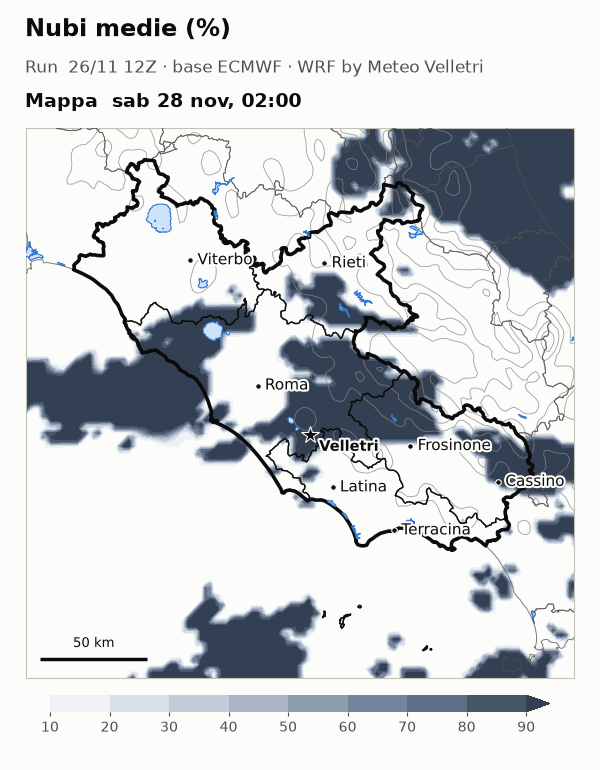 Nubi medie (%)
Run  26/11 12Z · base ECMWF · WRF by Meteo Velletri
Mappa  sab 28 nov, 02:00
Viterbo
Rieti
Roma
Velletri
Frosinone
Cassino
Latina
Terracina
50 km
10 20 30 40 50 60 70 80 90